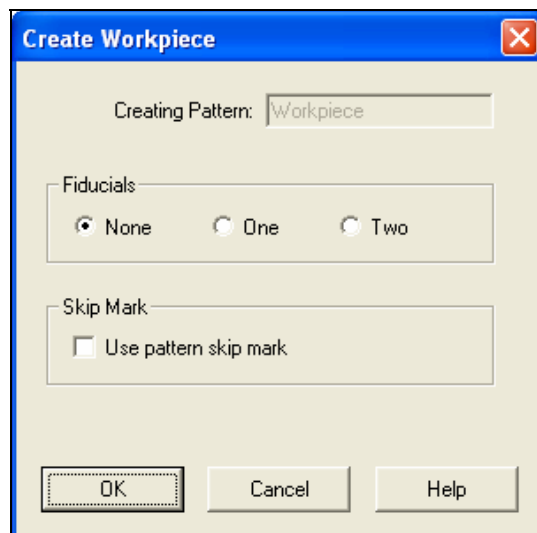 Create Workpiece
Creating Pattern: Workpiece
Fiducials
None One Two
Skip Mark
Use pattern skip mark
OK Cancel Help